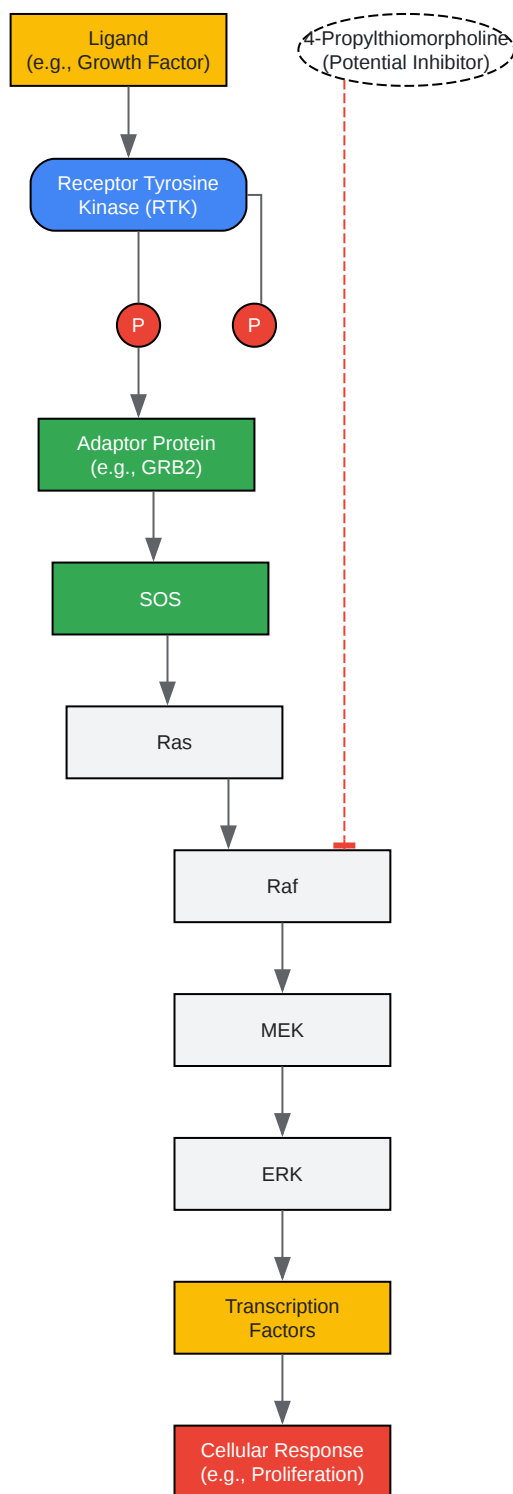 Ligand
(e.g., Growth Factor)
4-Propylthiomorpholine
(Potential Inhibitor)
Receptor Tyrosine
Kinase (RTK)
P
P
Adaptor Protein
(e.g., GRB2)
SOS
Ras
Raf
MEK
ERK
Transcription
Factors
Cellular Response
(e.g., Proliferation)